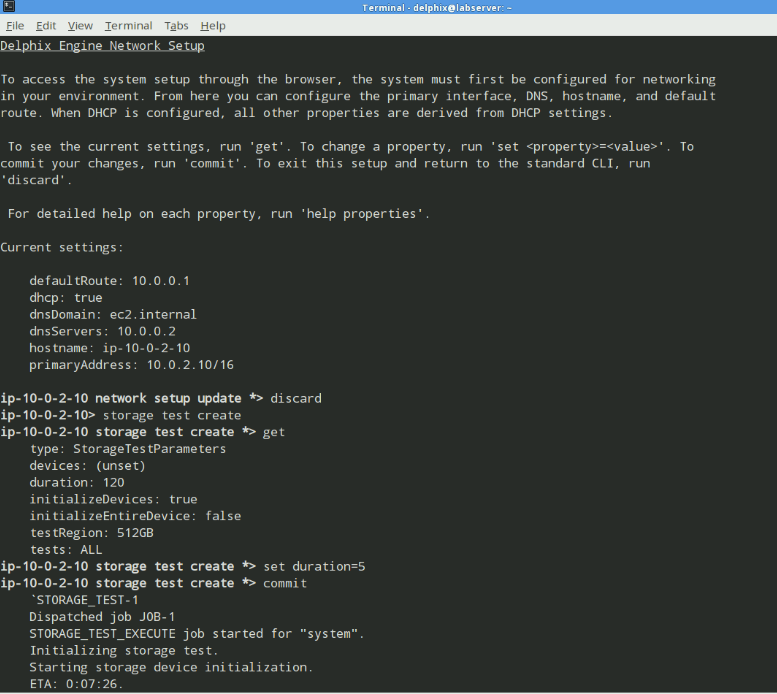 Terminal - delphix@labserver: ~
File Edit View Terminal Tabs Help
Delphix Engine Network Setup
To access the system setup through the browser, the system must first be configured for networking
in your environment. From here you can configure the primary interface, DNS, hostname, and default
route. When DHCP is configured, all other properties are derived from DHCP settings.
To see the current settings, run 'get'. To change a property, run 'set <property>=<value>'. To
commit your changes, run 'commit'. To exit this setup and return to the standard CLI, run
'discard'.
For detailed help on each property, run 'help properties'.
Current settings:
defaultRoute: 10.0.0.1
dhcp: true
dnsDomain: ec2.internal
dnsServers: 10.0.0.2
hostname: ip-10-0-2-10
primaryAddress: 10.0.2.10/16
ip-10-0-2-10 network setup update *> discard
ip-10-0-2-10> storage test create
ip-10-0-2-10 storage test create *> get
type: StorageTestParameters
devices: (unset)
duration: 120
initializeDevices: true
initializeEntireDevice: false
testRegion: 512GB
tests: ALL
ip-10-0-2-10 storage test create *> set duration=5
ip-10-0-2-10 storage test create *> commit
`STORAGE_TEST-1
Dispatched job JOB-1
STORAGE_TEST_EXECUTE job started for "system".
Initializing storage test.
Starting storage device initialization.
ETA: 0:07:26.